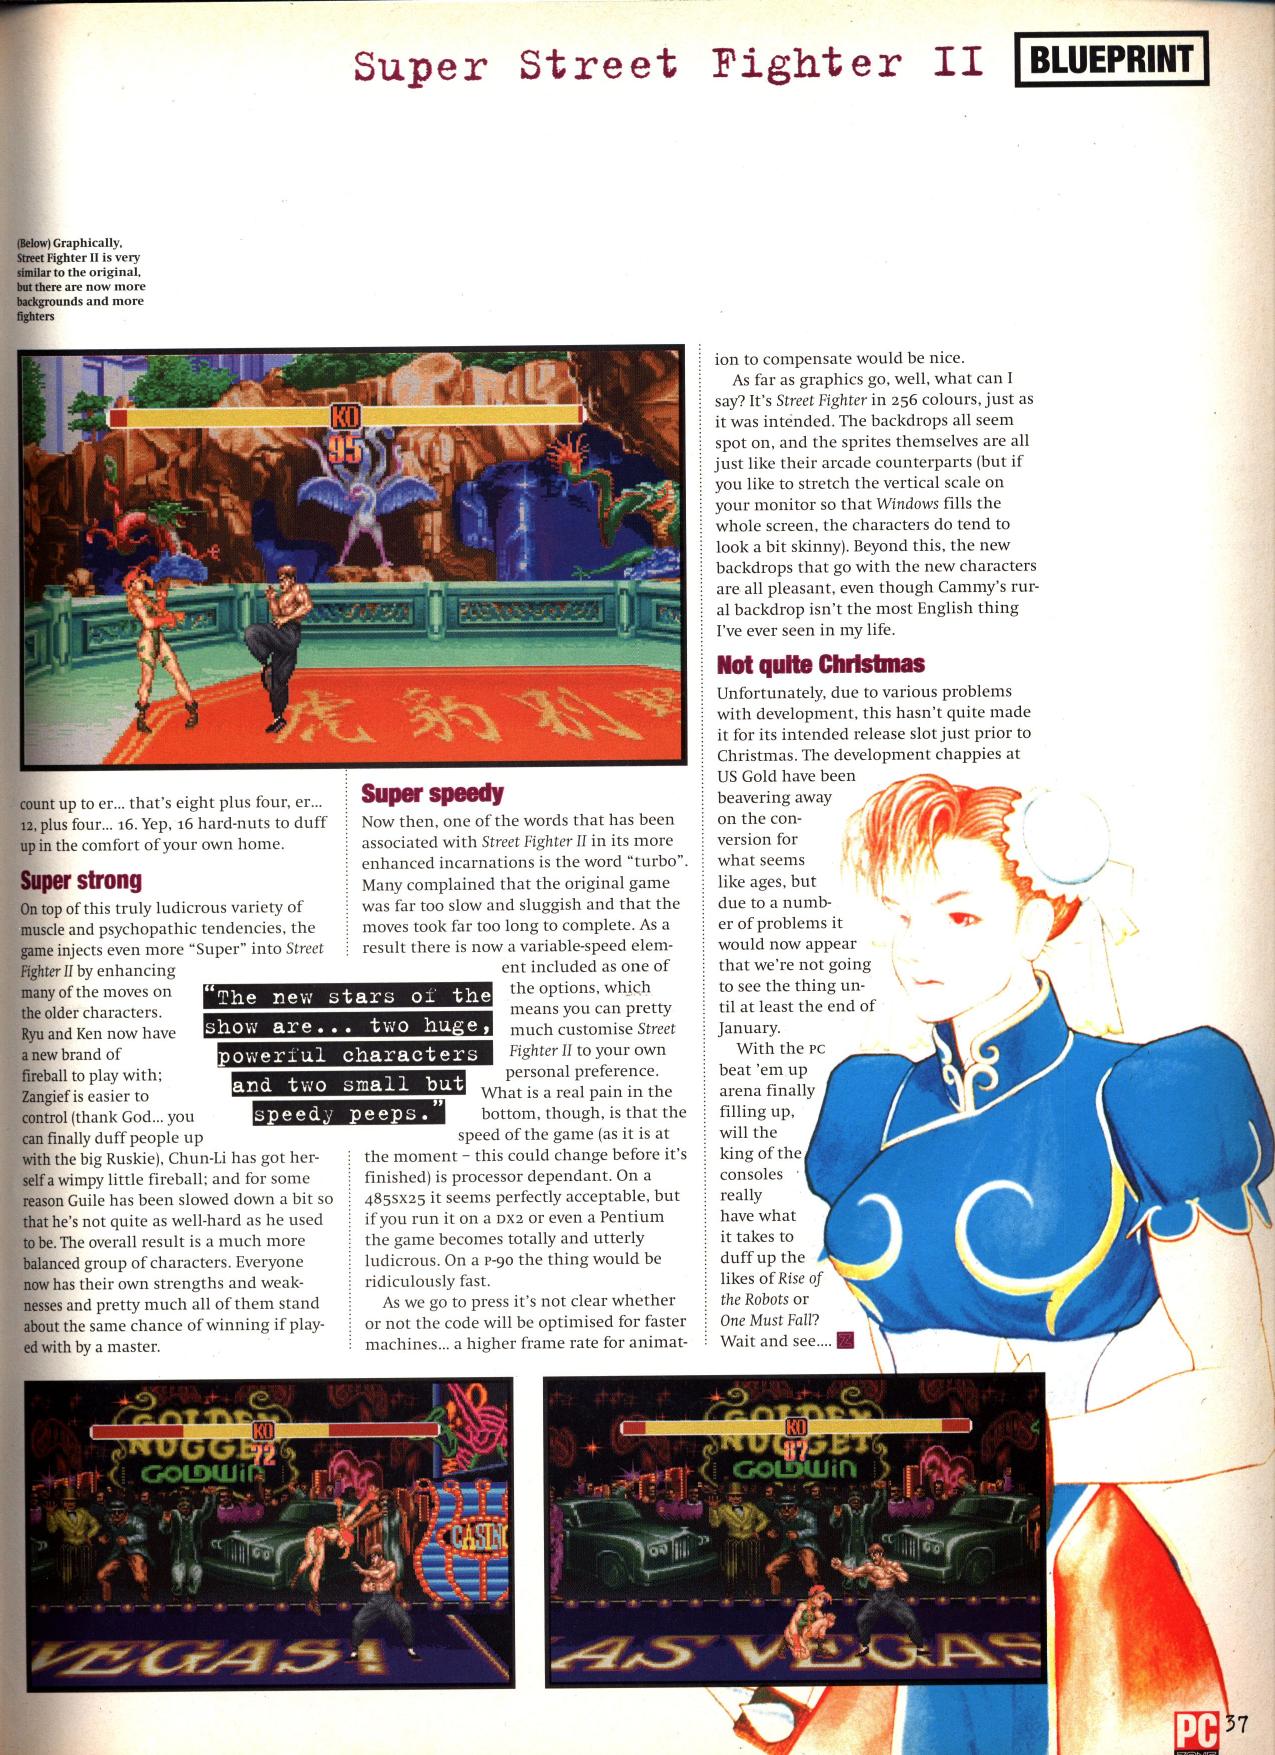 Super Street Fighter II
BLUEPRINT
(Below) Graphically,
Street Fighter II is very
similar to the original,
but there are now more
backgrounds and more
fighters
KO
95
count up to er... that's eight plus four, er...
12, plus four... 16. Yep, 16 hard-nuts to duff
up in the comfort of your own home.
Super strong
On top of this truly ludicrous variety of
muscle and psychopathic tendencies, the
game injects even more "Super" into Street
Fighter II by enhancing
many of the moves on
the older characters.
Ryu and Ken now have
a new brand of
fireball to play with;
Zangief is easier to
control (thank God... you
can finally duff people up
with the big Ruskie), Chun-Li has got her-
self a wimpy little fireball; and for some
reason Guile has been slowed down a bit so
that he's not quite as well-hard as he used
to be. The overall result is a much more
balanced group of characters. Everyone
now has their own strengths and weak-
nesses and pretty much all of them stand
about the same chance of winning if play-
ed with by a master.
"The new stars of the
show are... two huge,
powerful characters
and two small but
speedy peeps."
Super speedy
Now then, one of the words that has been
associated with Street Fighter II in its more
enhanced incarnations is the word "turbo".
Many complained that the original game
was far too slow and sluggish and that the
moves took far too long to complete. As a
result there is now a variable-speed elem-
ent included as one of
the options, which
means you can pretty
much customise Street
Fighter II to your own
personal preference.
What is a real pain in the
bottom, though, is that the
speed of the game (as it is at
the moment – this could change before it's
finished) is processor dependant. On a
485SX25 it seems perfectly acceptable, but
if you run it on a DX2 or even a Pentium
the game becomes totally and utterly
ludicrous. On a P-90 the thing would be
ridiculously fast.
As we go to press it's not clear whether
or not the code will be optimised for faster
machines... a higher frame rate for animat-
ion to compensate would be nice.
As far as graphics go, well, what can I
say? It's Street Fighter in 256 colours, just as
it was intended. The backdrops all seem
spot on, and the sprites themselves are all
just like their arcade counterparts (but if
you like to stretch the vertical scale on
your monitor so that Windows fills the
whole screen, the characters do tend to
look a bit skinny). Beyond this, the new
backdrops that go with the new characters
are all pleasant, even though Cammy's rur-
al backdrop isn't the most English thing
I've ever seen in my life.
Not quite Christmas
Unfortunately, due to various problems
with development, this hasn't quite made
it for its intended release slot just prior to
Christmas. The development chappies at
US Gold have been
beavering away
on the con-
version for
what seems
like ages, but
due to a numb-
er of problems it
would now appear
that we're not going
to see the thing un-
til at least the end of
January.
With the PC
beat 'em up
arena finally
filling up,
will the
king of the
consoles
really
have what
it takes to
duff up the
likes of Rise of
the Robots or
One Must Fall?
Wait and see.... Z
GOLDEN
NUGGET
KO
72
GOLDWiN
CASIN
VEGAS!
GOLDEN
NUGGET
KO
87
GOLDWiN
AS VEGAS
PC
ZONE
37